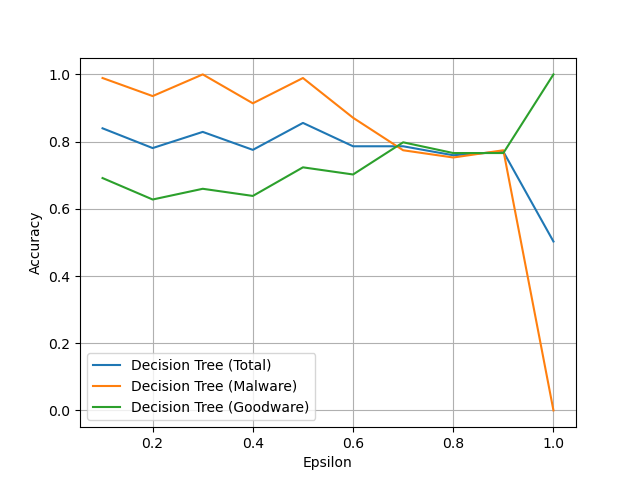 1.0
0.8
0.6
0.4
0.2
0.0
Accuracy
Decision Tree (Total)
Decision Tree (Malware)
Decision Tree (Goodware)
0.2 0.4 0.6 0.8 1.0
Epsilon